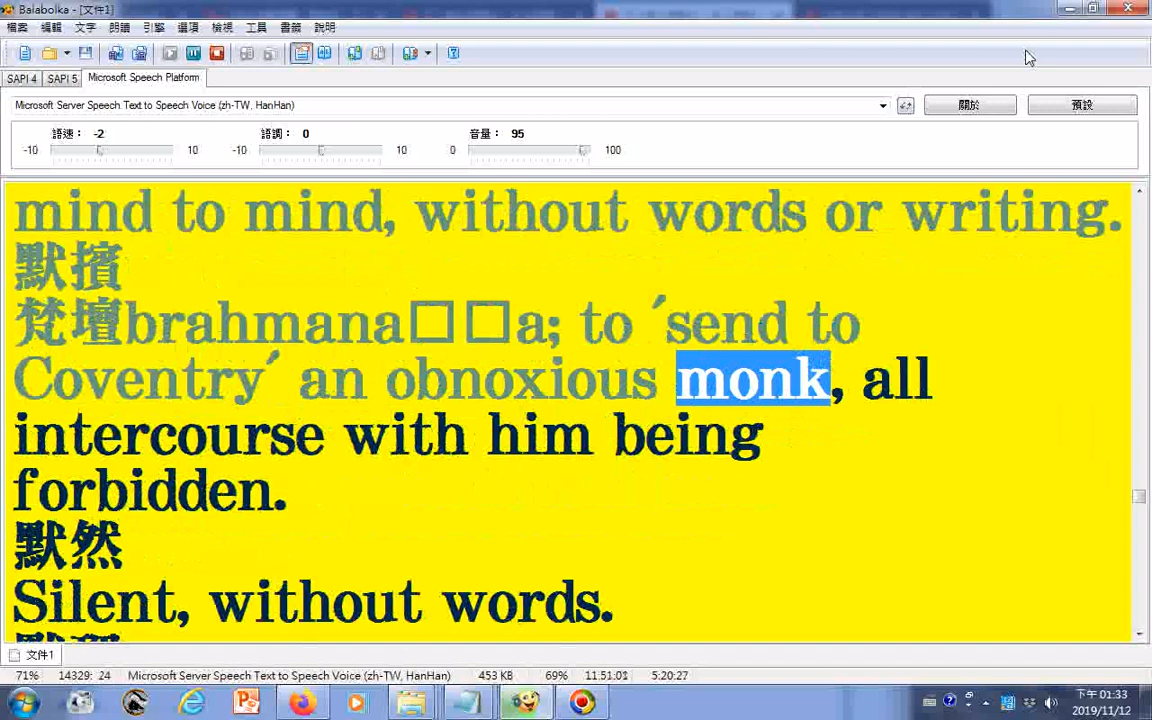 Balabolka - [文件1]
檔案 編輯 文字 朗讀 引擎 選項 檢視 工具 書籤 說明
SAPI 4 SAPI 5 Microsoft Speech Platform
Microsoft Server Speech Text to Speech Voice (zh-TW, HanHan) 關於 預設
語速： -2 語調： 0 音量： 95
-10 10 -10 10 0 100
mind to mind, without words or writing.
默擯
梵壇brahmana□□a; to ´send to
Coventry´ an obnoxious monk, all
intercourse with him being
forbidden.
默然
Silent, without words.
文件1
71% 14329: 24 Microsoft Server Speech Text to Speech Voice (zh-TW, HanHan) 453 KB 69% 11:51:01 5:20:27
下午 01:33
2019/11/12